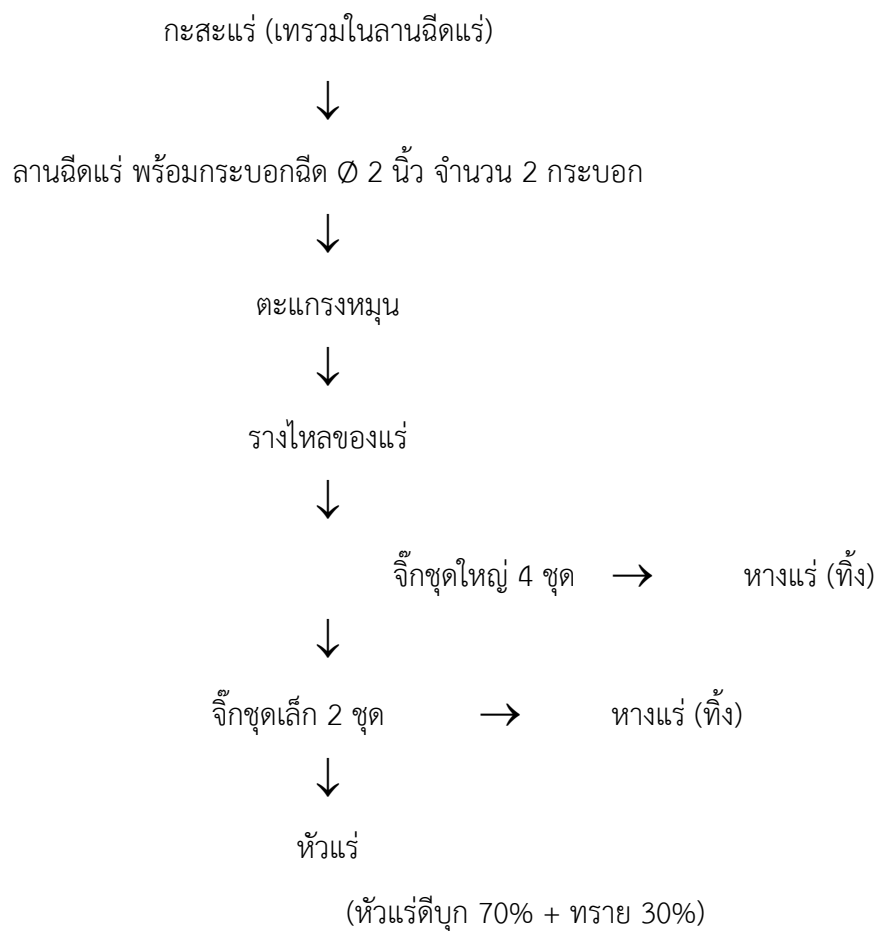 กะสะแร่ (เทรวมในลานฉีดแร่)
↓
ลานฉีดแร่ พร้อมกระบอกฉีด Ø 2 นิ้ว จำนวน 2 กระบอก
↓
ตะแกรงหมุน
↓
รางไหลของแร่
↓
จิ๊กชุดใหญ่ 4 ชุด → หางแร่ (ทิ้ง)
↓
จิ๊กชุดเล็ก 2 ชุด → หางแร่ (ทิ้ง)
↓
หัวแร่
(หัวแร่ดีบุก 70% + ทราย 30%)